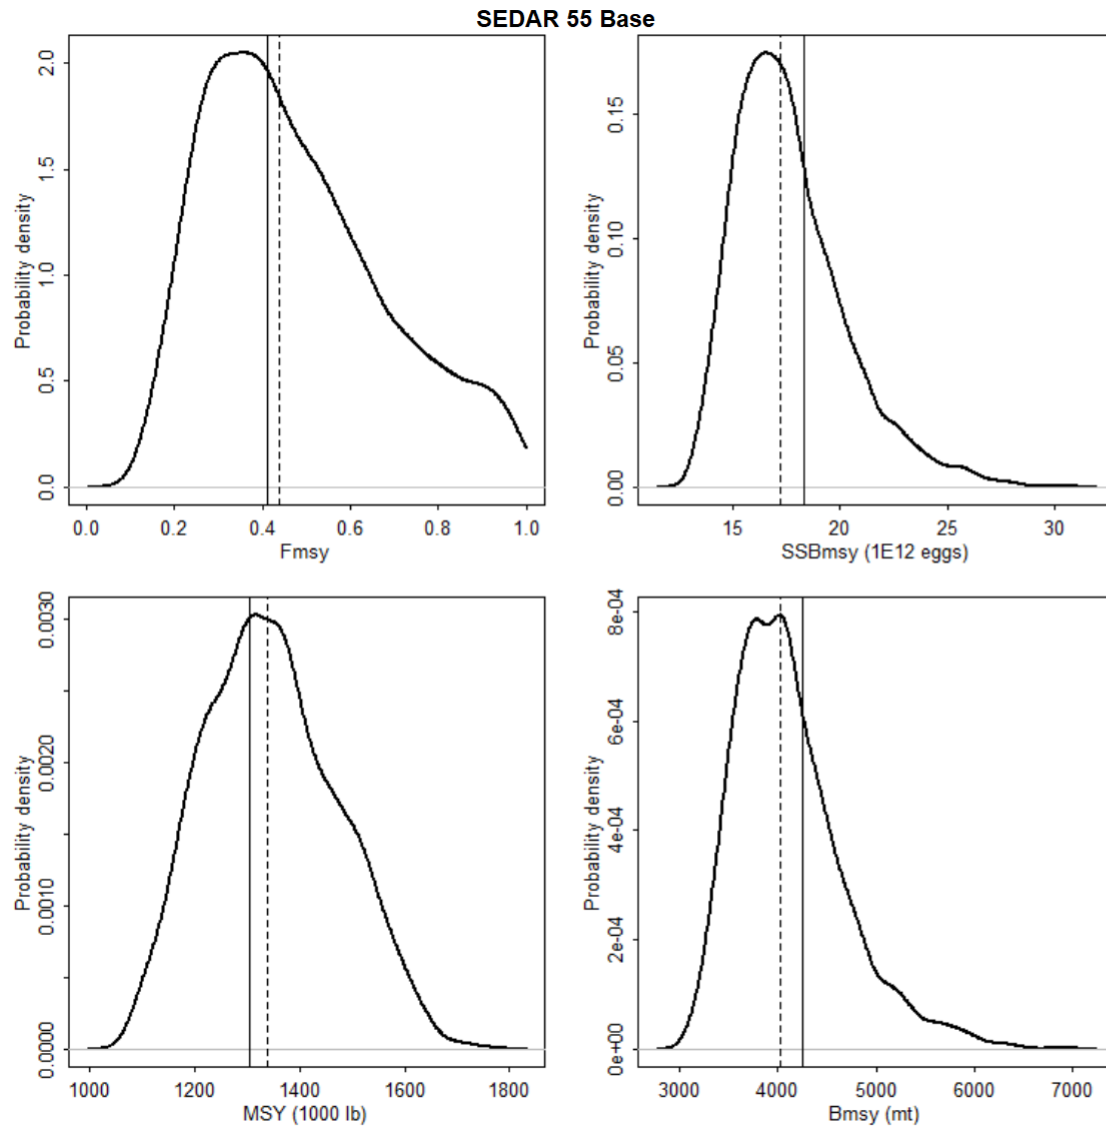 SEDAR 55 Base
Probability density
2.0
1.5
1.0
0.5
0.0
0.0 0.2 0.4 0.6 0.8 1.0
Fmsy
Probability density
0.15
0.10
0.05
0.00
15 20 25 30
SSBmsy (1E12 eggs)
Probability density
0.0030
0.0020
0.0010
0.0000
1000 1200 1400 1600 1800
MSY (1000 lb)
Probability density
8e-04
6e-04
4e-04
2e-04
0e+00
3000 4000 5000 6000 7000
Bmsy (mt)